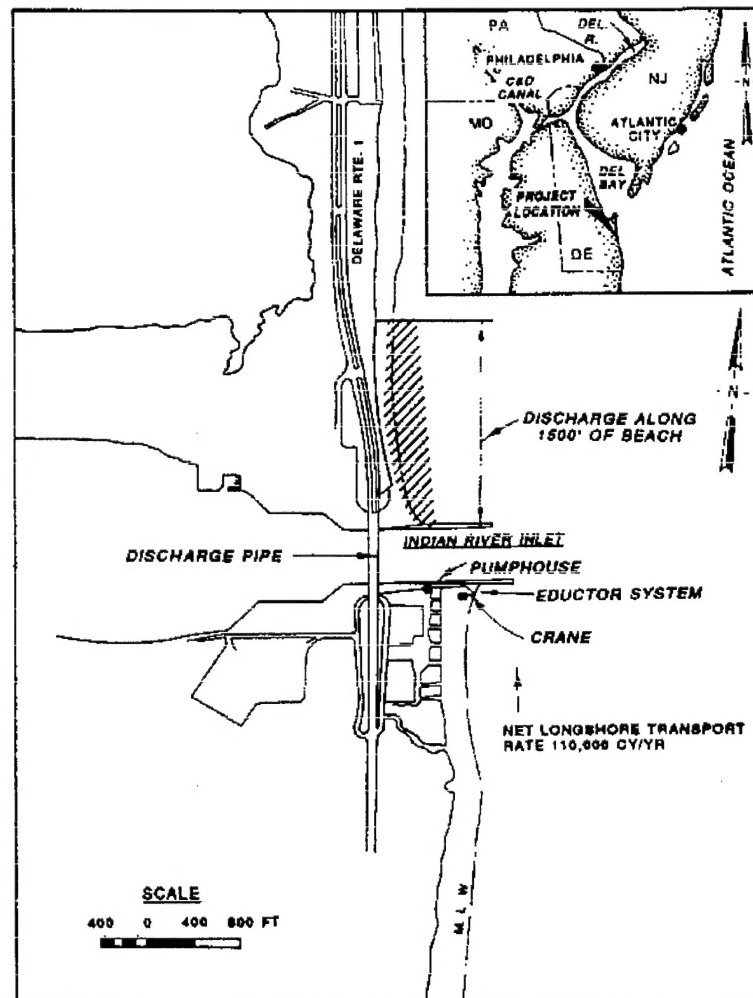 PA
DEL.
R.
PHILADELPHIA
C&D
CANAL
NJ
MD
ATLANTIC
CITY
DEL
BAY
PROJECT
LOCATION
DE
ATLANTIC OCEAN
-N-
DELAWARE RTE. 1
-N-
DISCHARGE ALONG
1500' OF BEACH
INDIAN RIVER INLET
DISCHARGE PIPE
PUMPHOUSE
EDUCTOR SYSTEM
CRANE
NET LONGSHORE TRANSPORT
RATE 110,000 CY/YR
M L W
SCALE
400 0 400 800 FT